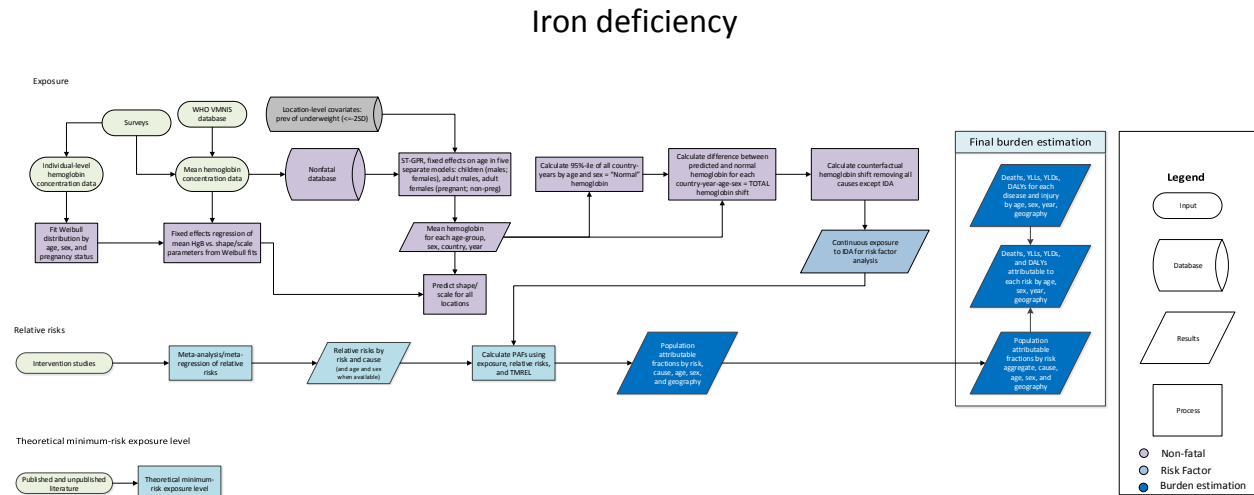 Iron deficiency
Exposure
Surveys
WHO VMNIS
database
Location-level covariates:
prev of underweight (<=-2SD)
Individual-level
hemoglobin
concentration data
Mean hemoglobin
concentration data
Nonfatal
database
ST-GPR, fixed effects on age in five
separate models: children (males;
females), adult males, adult
females (pregnant; non-preg)
Calculate 95%-ile of all country-
years by age and sex = “Normal”
hemoglobin
Calculate difference between
predicted and normal
hemoglobin for each
country-year-age-sex = TOTAL
hemoglobin shift
Calculate counterfactual
hemoglobin shift removing
all causes except IDA
Fit Weibull
distribution by
age, sex, and
pregnancy status
Fixed effects regression of
mean HgB vs. shape/scale
parameters from Weibull fits
Mean hemoglobin
for each age-group,
sex, country, year
Continuous exposure
to IDA for risk factor
analysis
Predict shape/
scale for all
locations
Relative risks
Intervention studies
Meta-analysis/meta-
regression of relative
risks
Relative risks by
risk and cause
(and age and sex
when available)
Calculate PAFs using
exposure, relative risks,
and TMREL
Population
attributable
fractions by risk,
cause, age, sex,
and geography
Final burden estimation
Deaths, YLLs, YLDs,
DALYs for each
disease and injury
by age, sex, year,
geography
Deaths, YLLs, YLDs,
and DALYs
attributable to
each risk by age,
sex, year,
geography
Population
attributable
fractions by risk
aggregate, cause,
age, sex, and
geography
Theoretical minimum-risk exposure level
Published and unpublished
literature
Theoretical minimum-
risk exposure level
Legend
Input
Database
Results
Process
Non-fatal
Risk Factor
Burden estimation